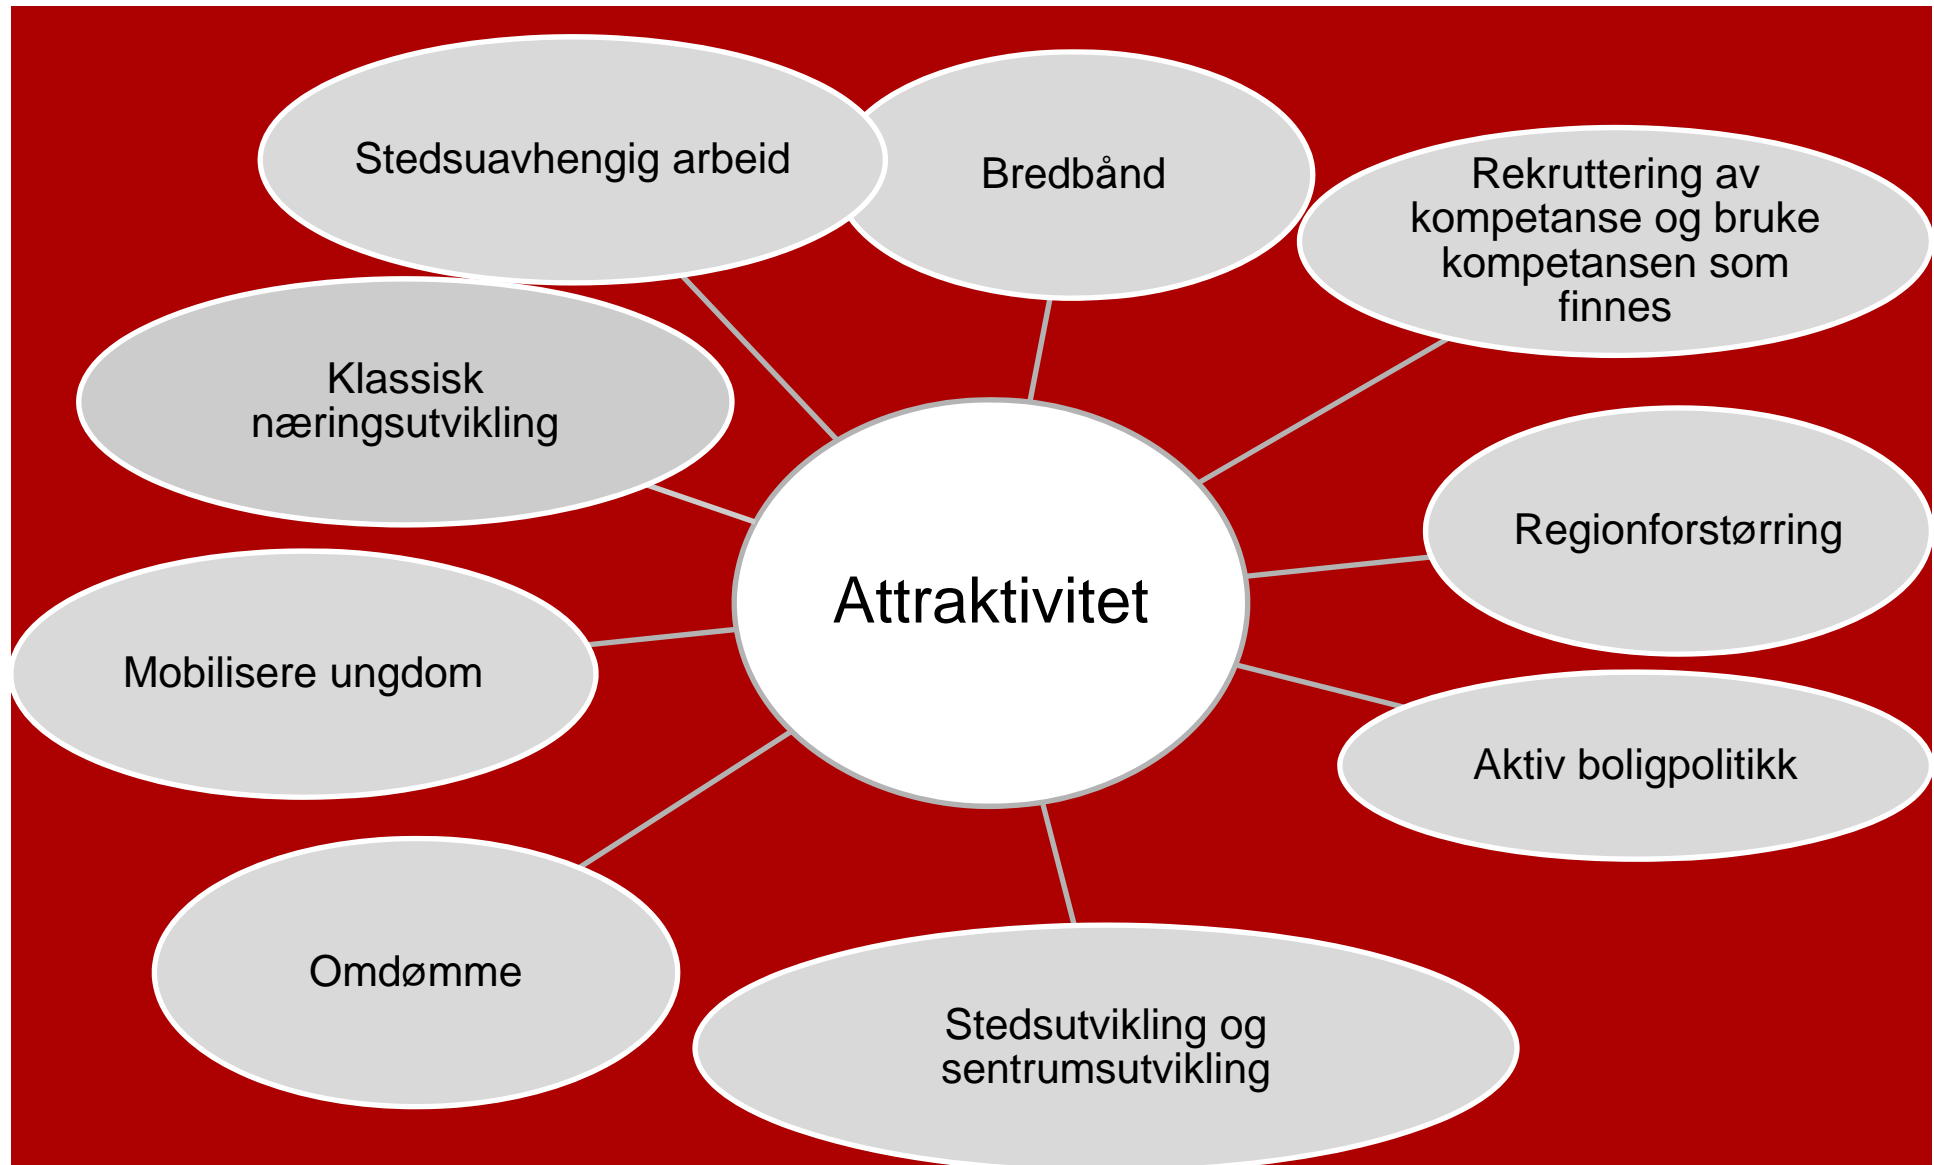 Stedsuavhengig arbeid
Bredbånd
Rekruttering av
kompetanse og bruke
kompetansen som
finnes
Klassisk
næringsutvikling
Regionforstørring
Attraktivitet
Mobilisere ungdom
Aktiv boligpolitikk
Omdømme
Stedsutvikling og
sentrumsutvikling